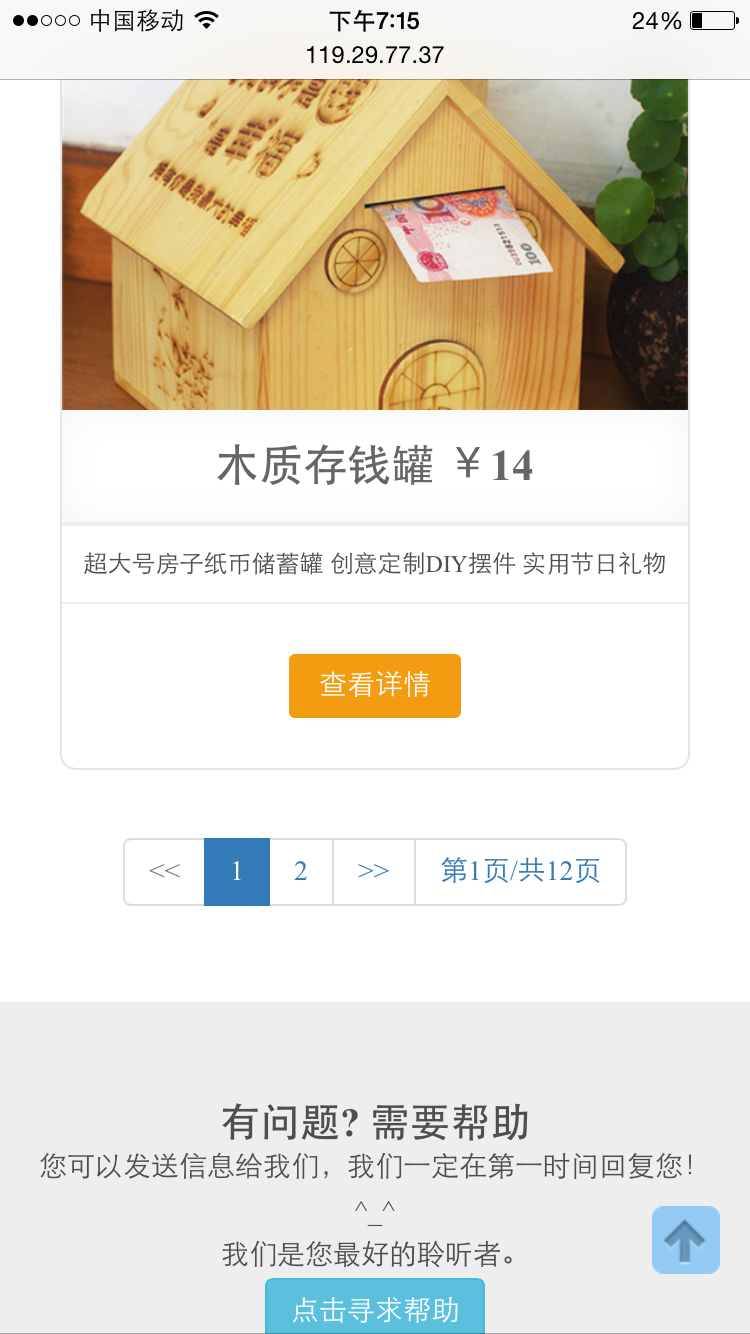 中国移动 下午7:15 24%
119.29.77.37
100
木质存钱罐 ￥14
超大号房子纸币储蓄罐 创意定制DIY摆件 实用节日礼物
查看详情
<< 1 2 >> 第1页/共12页
有问题? 需要帮助
您可以发送信息给我们，我们一定在第一时间回复您！
^_^
我们是您最好的聆听者。
点击寻求帮助